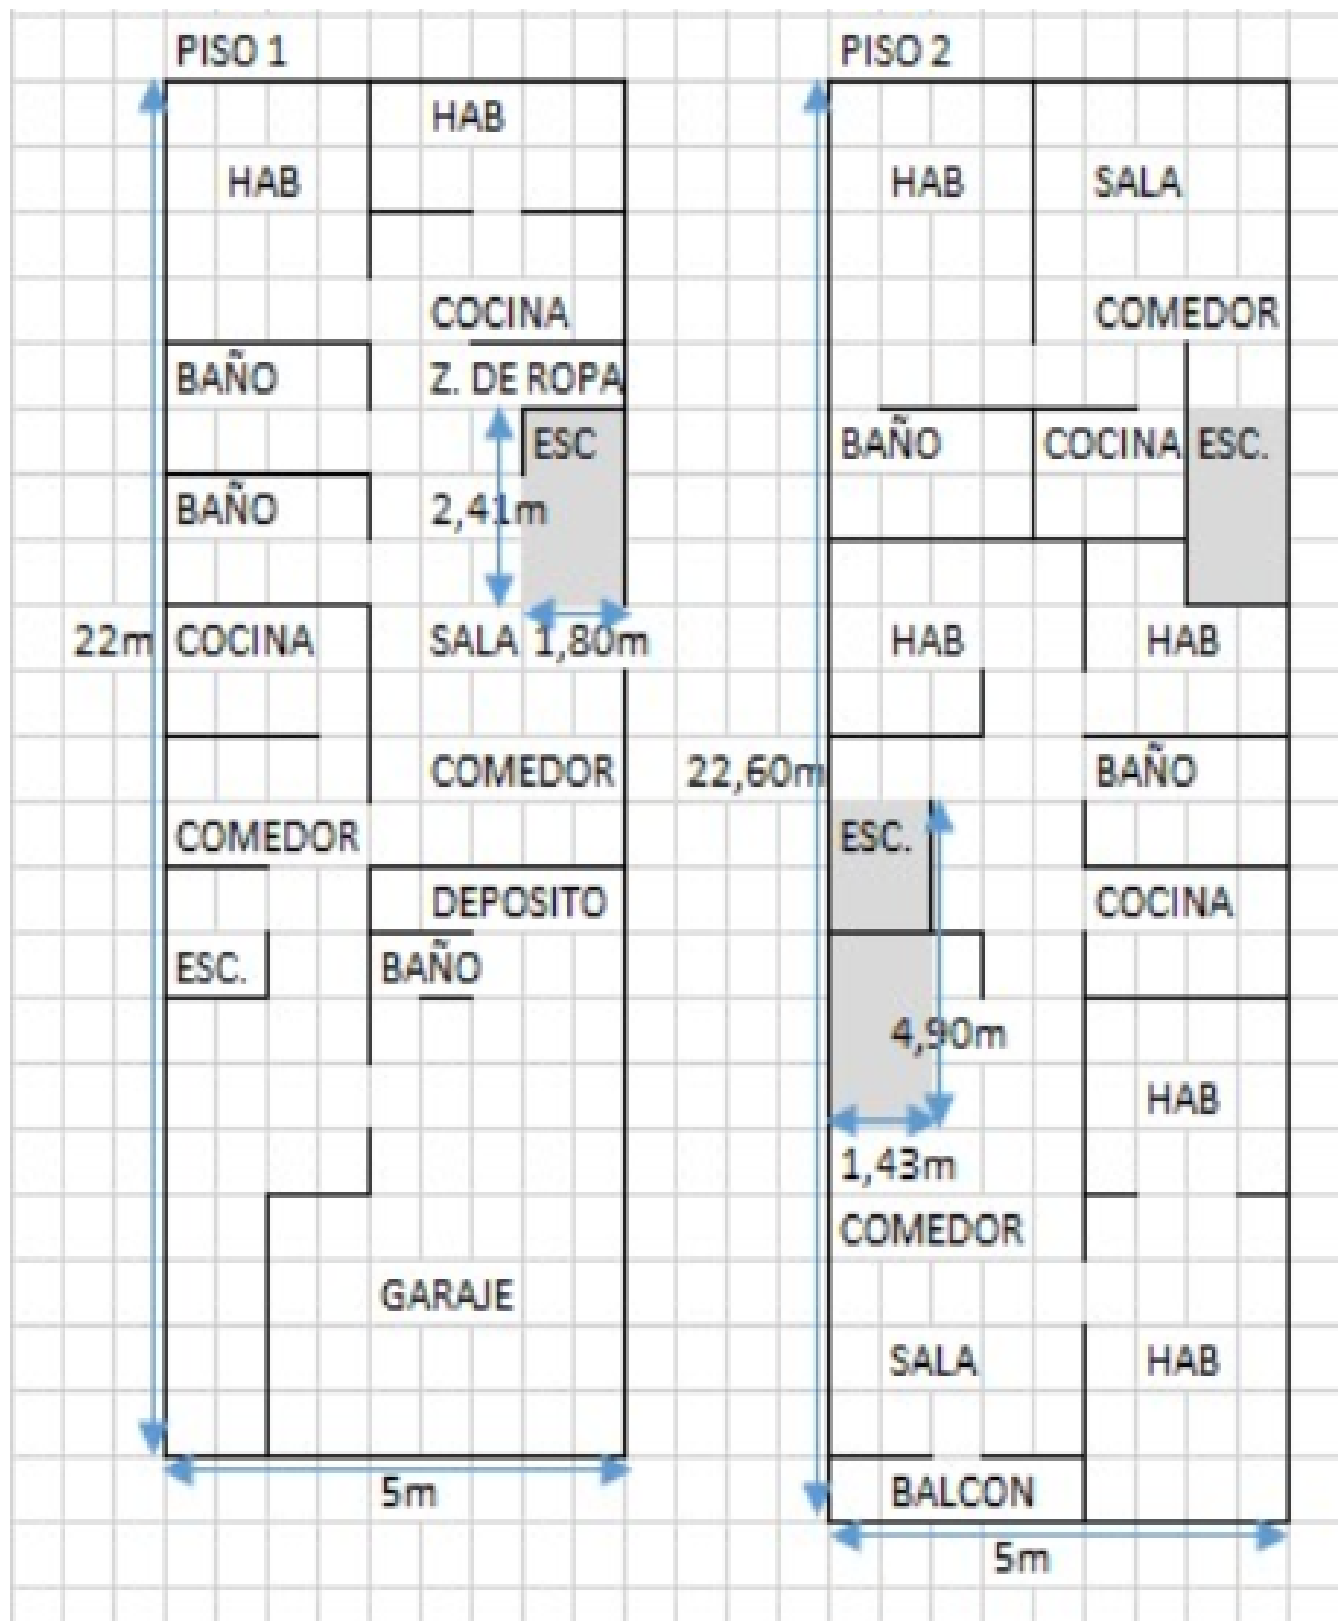 PISO 1
HAB
HAB
COCINA
BAÑO
Z. DE ROPA
ESC
BAÑO
2,41m
22m
COCINA
SALA
1,80m
COMEDOR
COMEDOR
DEPOSITO
ESC.
BAÑO
GARAJE
5m
PISO 2
HAB
SALA
COMEDOR
BAÑO
COCINA
ESC.
HAB
HAB
22,60m
BAÑO
ESC.
COCINA
4,90m
HAB
1,43m
COMEDOR
SALA
HAB
BALCON
5m